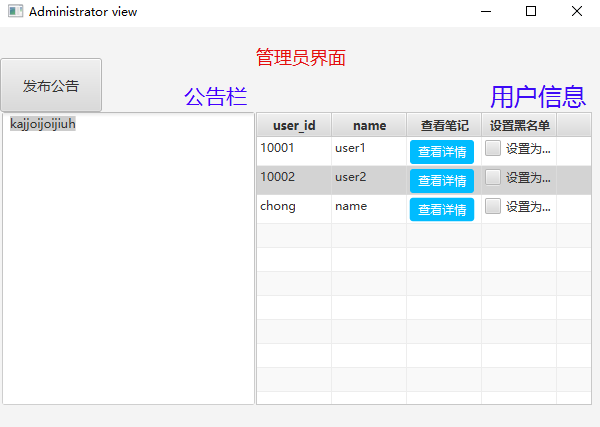 Administrator view
管理员界面
发布公告
公告栏
用户信息
kajjoijoijiuh
user_id name 查看笔记 设置黑名单
10001 user1 查看详情 设置为...
10002 user2 查看详情 设置为...
chong name 查看详情 设置为...